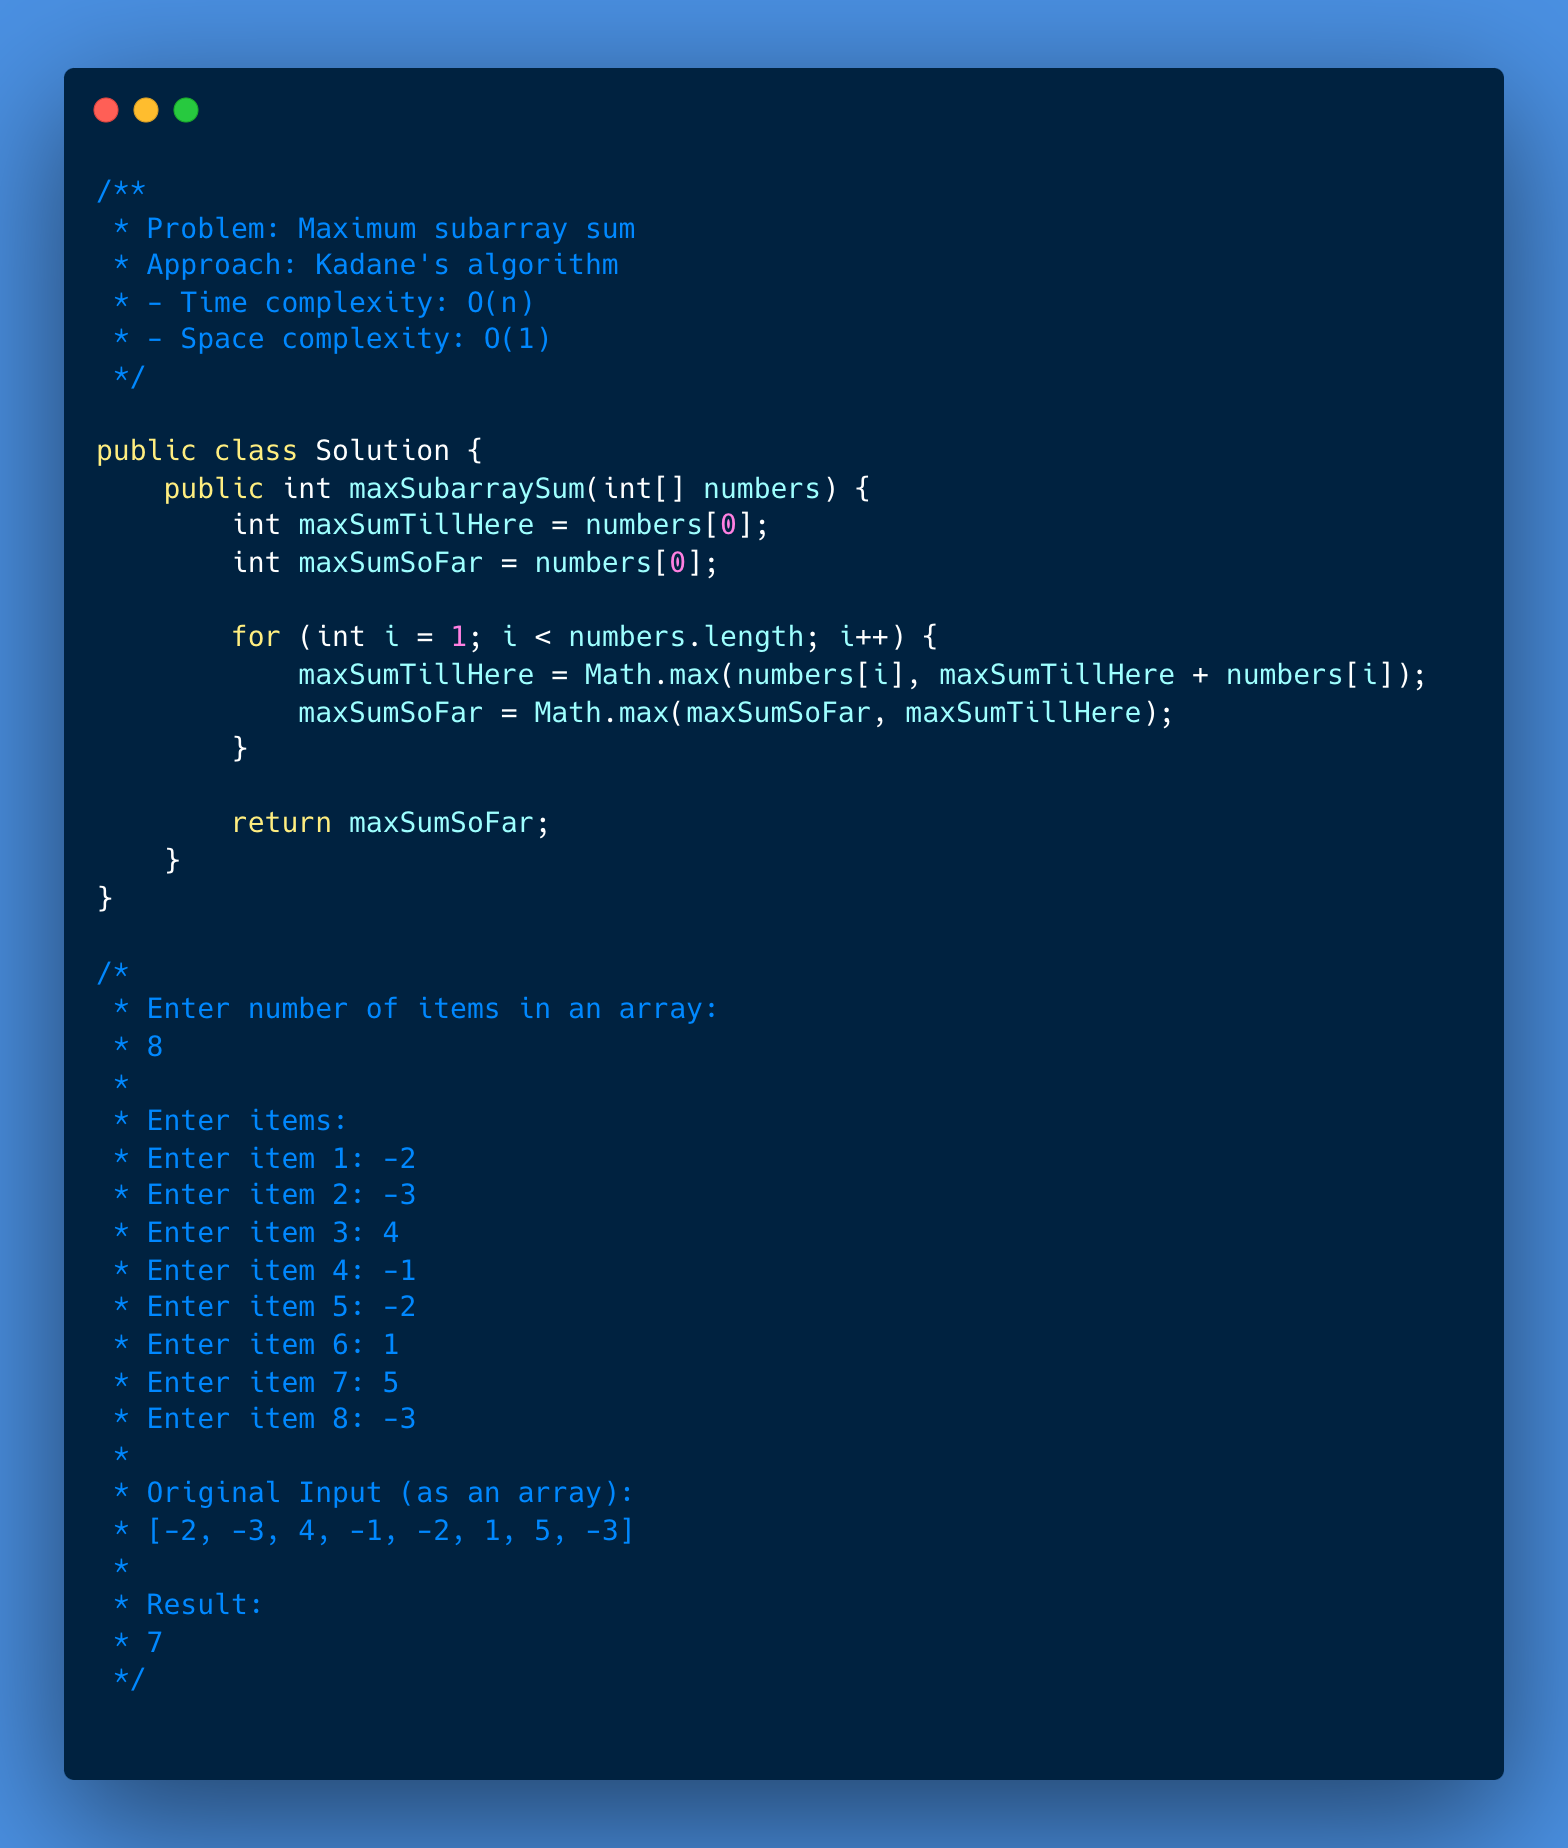 /**
 * Problem: Maximum subarray sum
 * Approach: Kadane's algorithm
 * - Time complexity: O(n)
 * - Space complexity: O(1)
 */

public class Solution {
    public int maxSubarraySum(int[] numbers) {
        int maxSumTillHere = numbers[0];
        int maxSumSoFar = numbers[0];

        for (int i = 1; i < numbers.length; i++) {
            maxSumTillHere = Math.max(numbers[i], maxSumTillHere + numbers[i]);
            maxSumSoFar = Math.max(maxSumSoFar, maxSumTillHere);
        }

        return maxSumSoFar;
    }
}

/*
 * Enter number of items in an array:
 * 8
 *
 * Enter items:
 * Enter item 1: -2
 * Enter item 2: -3
 * Enter item 3: 4
 * Enter item 4: -1
 * Enter item 5: -2
 * Enter item 6: 1
 * Enter item 7: 5
 * Enter item 8: -3
 *
 * Original Input (as an array):
 * [-2, -3, 4, -1, -2, 1, 5, -3]
 *
 * Result:
 * 7
 */